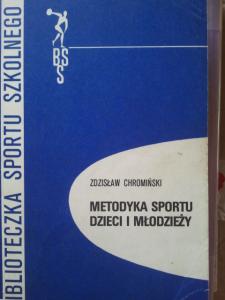 BIBLIOTECZKA SPORTU SZKOLNEGO
BSS
ZDZISŁAW CHROMIŃSKI
METODYKA SPORTU
DZIECI I MŁODZIEŻY